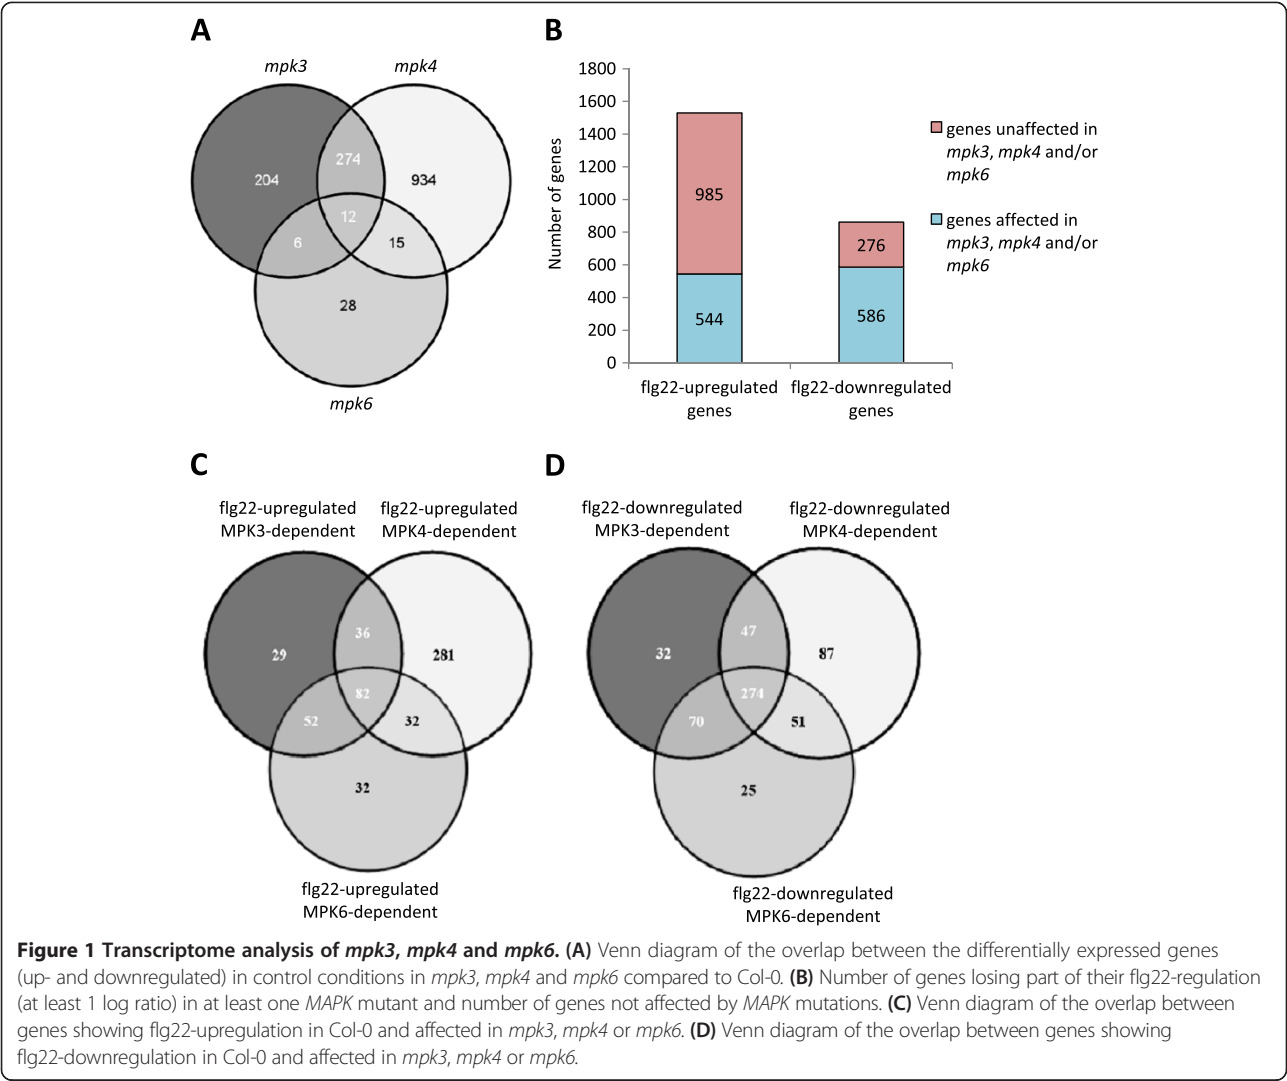 A
mpk3
mpk4
274
204
934
12
6
15
28
mpk6
B
Number of genes
1800
1600
1400
1200
1000
800
600
400
200
0
985
544
276
586
flg22-upregulated
genes
flg22-downregulated
genes
genes unaffected in
mpk3, mpk4 and/or
mpk6
genes affected in
mpk3, mpk4 and/or
mpk6
C
flg22-upregulated
MPK3-dependent
flg22-upregulated
MPK4-dependent
36
29
281
82
52
32
32
flg22-upregulated
MPK6-dependent
D
flg22-downregulated
MPK3-dependent
flg22-downregulated
MPK4-dependent
47
32
87
274
70
51
25
flg22-downregulated
MPK6-dependent
Figure 1 Transcriptome analysis of mpk3, mpk4 and mpk6. (A) Venn diagram of the overlap between the differentially expressed genes
(up- and downregulated) in control conditions in mpk3, mpk4 and mpk6 compared to Col-0. (B) Number of genes losing part of their flg22-regulation
(at least 1 log ratio) in at least one MAPK mutant and number of genes not affected by MAPK mutations. (C) Venn diagram of the overlap between
genes showing flg22-upregulation in Col-0 and affected in mpk3, mpk4 or mpk6. (D) Venn diagram of the overlap between genes showing
flg22-downregulation in Col-0 and affected in mpk3, mpk4 or mpk6.